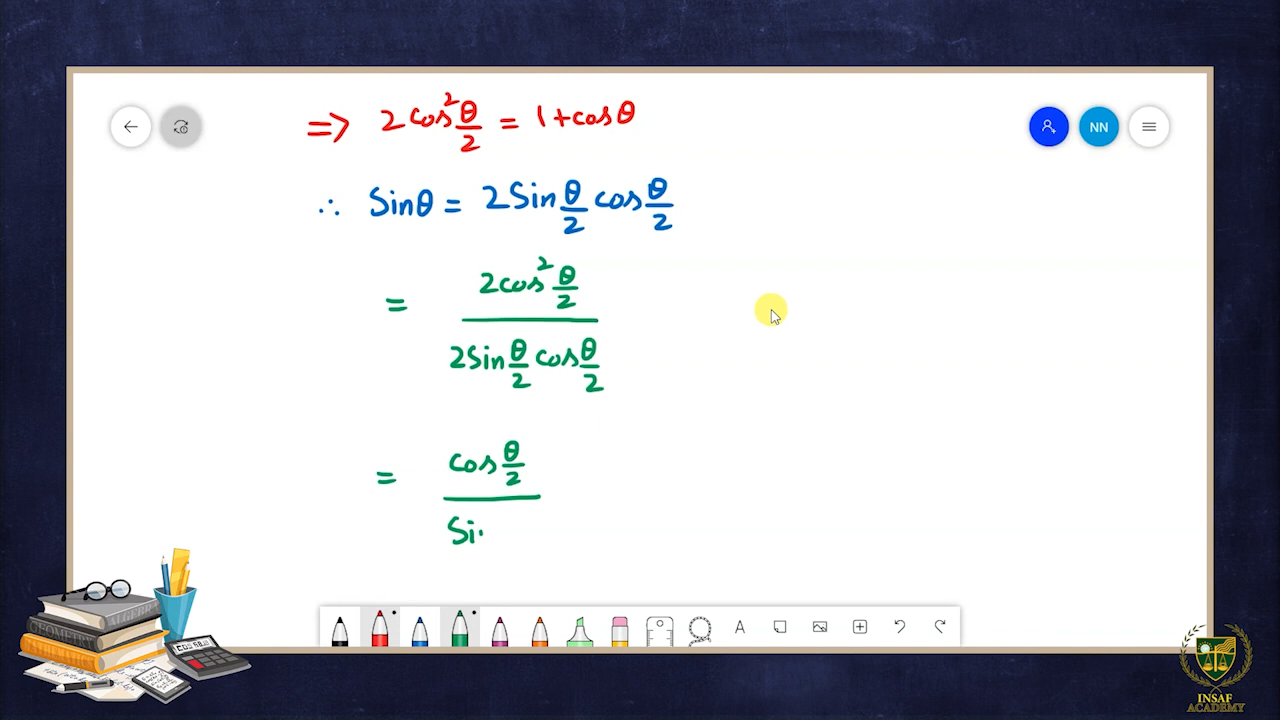 ⇒ 2cos²θ/2 = 1+cosθ
NN
∴ Sinθ = 2Sinθ/2 cosθ/2
= 2cos²θ/2
2Sinθ/2 cosθ/2
= cosθ/2
Si.
A
GEOMETRY
INSAF
ACADEMY